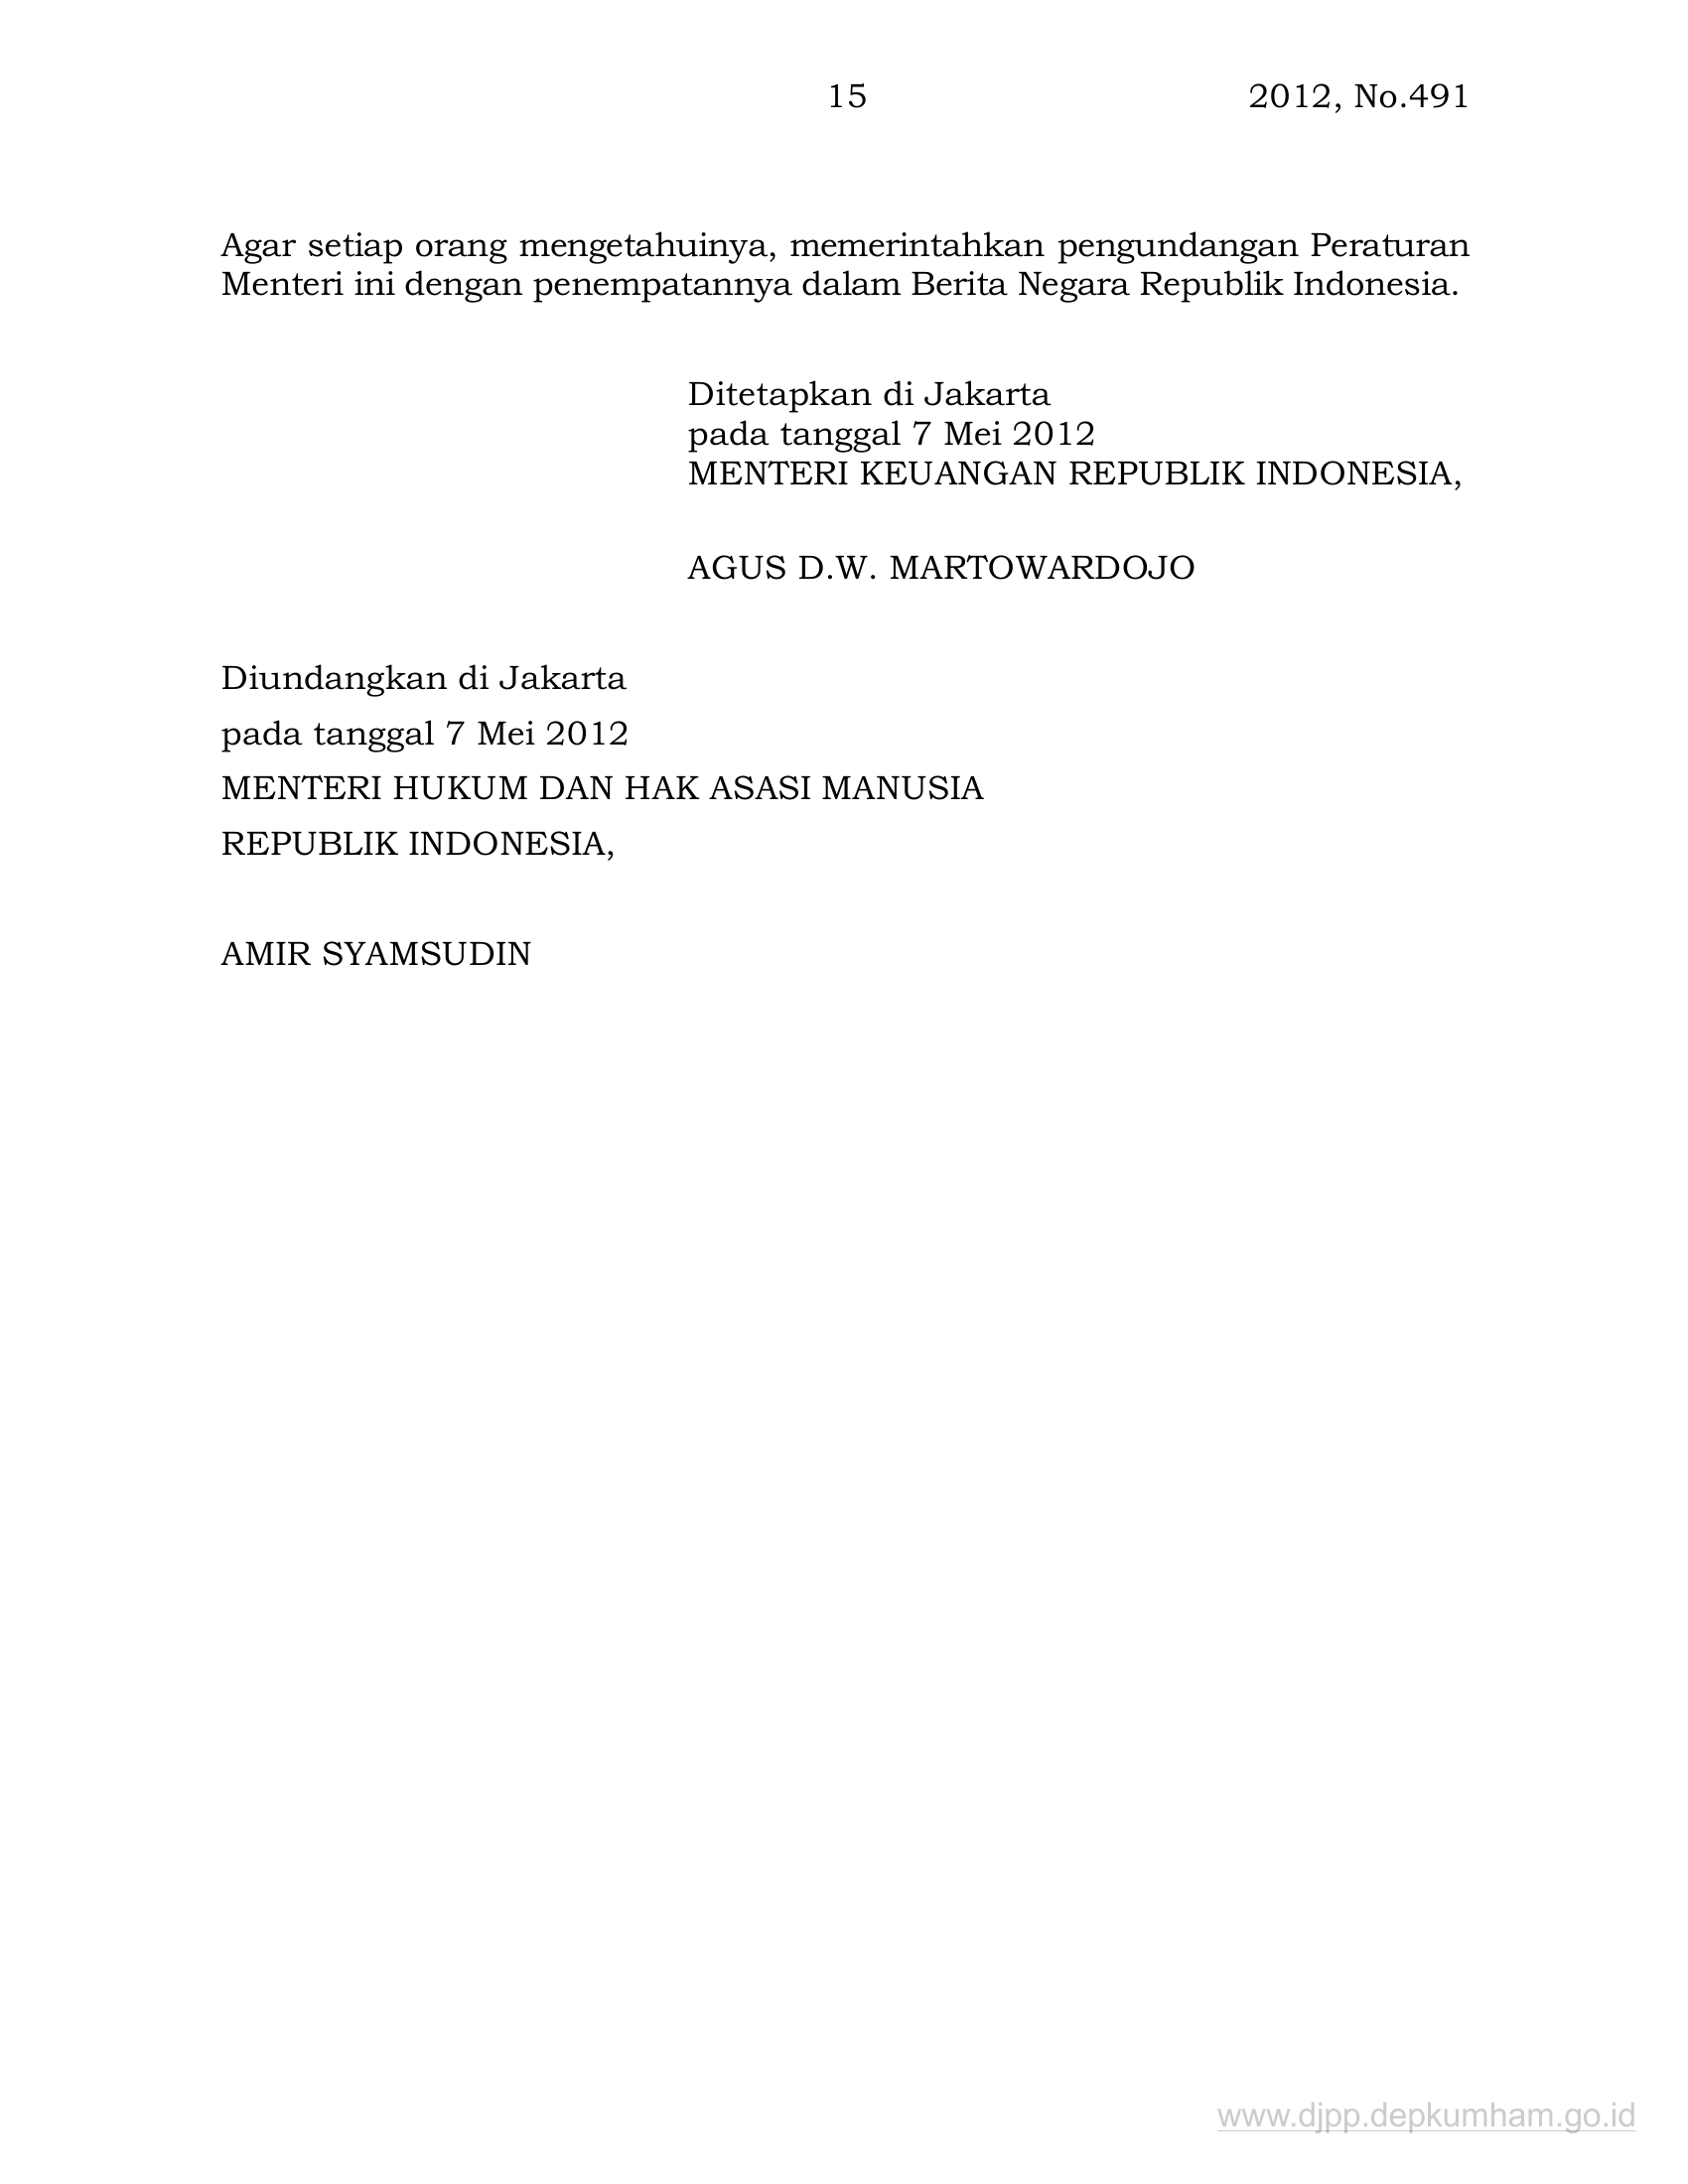 15 2012, No.491
Agar setiap orang mengetahuinya, memerintahkan pengundangan Peraturan
Menteri ini dengan penempatannya dalam Berita Negara Republik Indonesia.
Ditetapkan di Jakarta
pada tanggal 7 Mei 2012
MENTERI KEUANGAN REPUBLIK INDONESIA,
AGUS D.W. MARTOWARDOJO
Diundangkan di Jakarta
pada tanggal 7 Mei 2012
MENTERI HUKUM DAN HAK ASASI MANUSIA
REPUBLIK INDONESIA,
AMIR SYAMSUDIN
www.djpp.depkumham.go.id